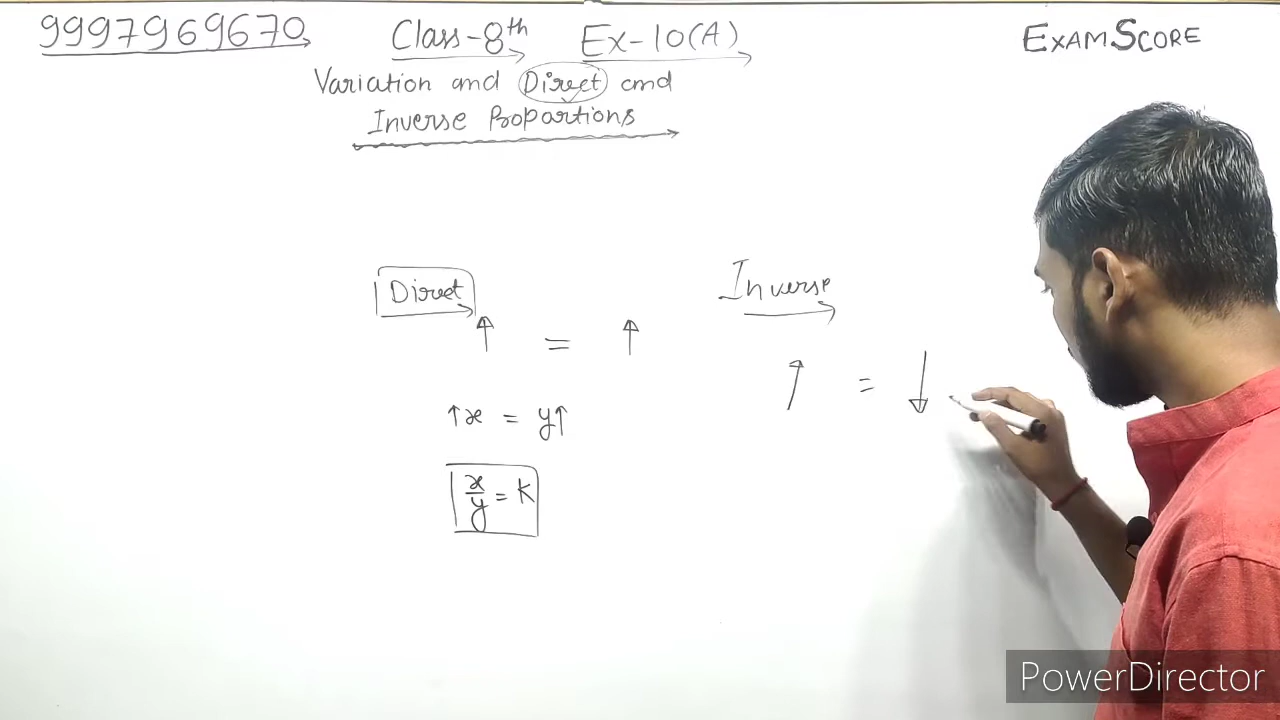 9997969670 Class-8th Ex-10(A) EXAMSCORE
Variation and Direct and
Inverse Proportions
Direct Inverse
↑ = ↑
↑ = ↓
↑x = y↑
x/y = K
PowerDirector